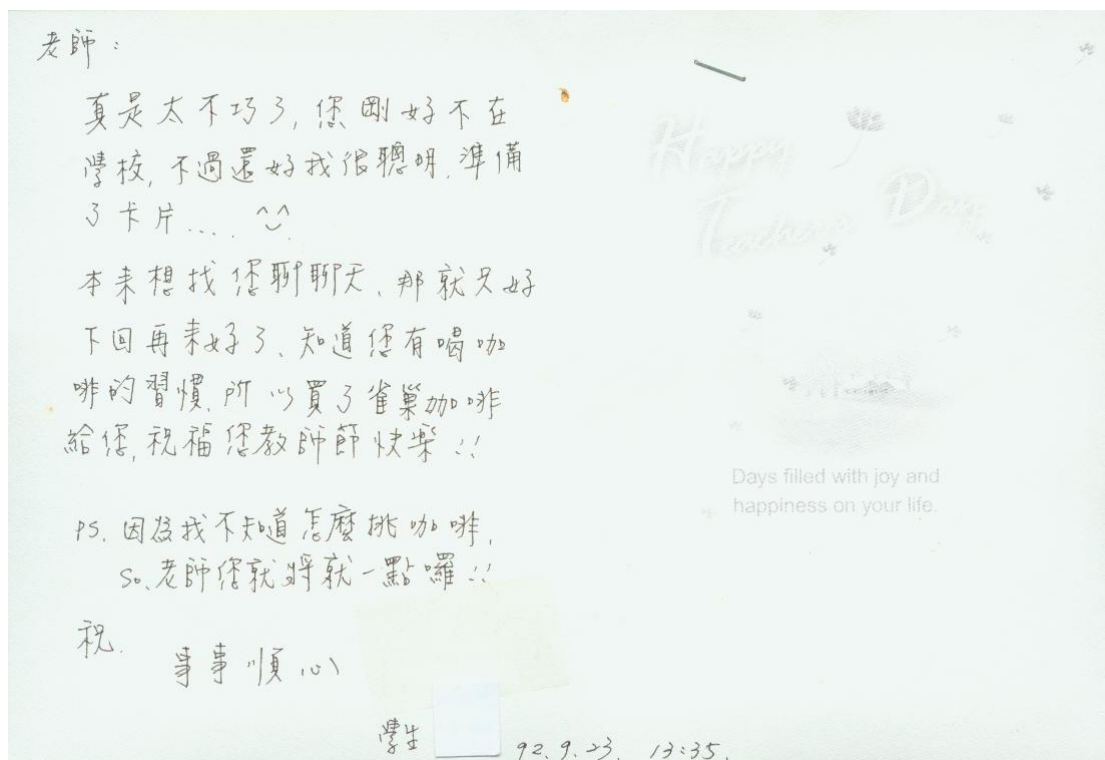 老師：
真是太不巧了，您剛好不在
學校，不過還好我很聰明，準備
了卡片.... ^^
本來想找您聊聊天、那就只好
下回再來好了、知道您有喝咖
啡的習慣，所以買了雀巢咖啡
給您，祝福您教師節快樂!!
PS. 因為我不知道怎麼挑咖啡，
So、老師您就將就一點囉!!
祝.
事事順心
學生
92.9.23. 13:35.
Happy
Teachers Day
Days filled with joy and
happiness on your life.